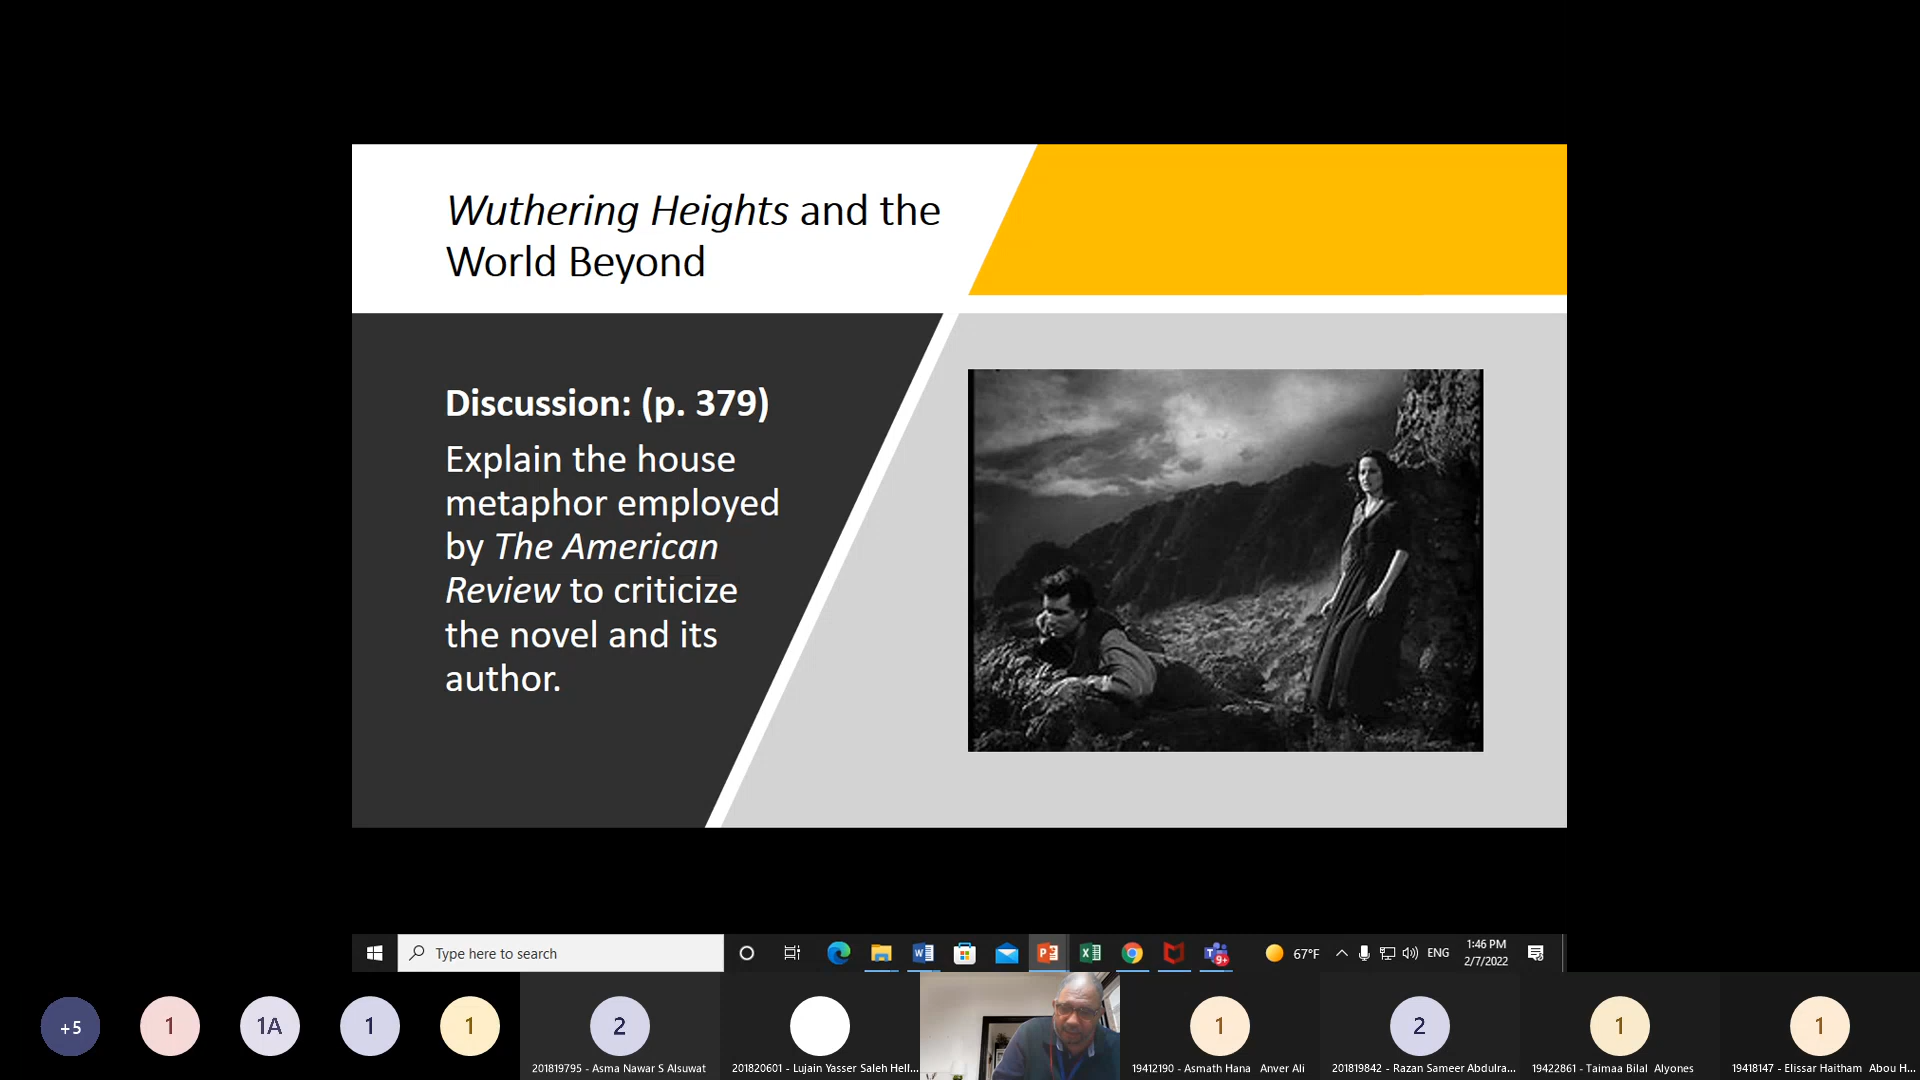 Wuthering Heights and the
World Beyond
Discussion: (p. 379)
Explain the house
metaphor employed
by The American
Review to criticize
the novel and its
author.
Type here to search
67°F
ENG
1:46 PM
2/7/2022
9+
+5
1
1A
1
1
2
1
2
1
1
201819795 - Asma Nawar S Alsuwat
201820601 - Lujain Yasser Saleh Hell...
19412190 - Asmath Hana Anver Ali
201819842 - Razan Sameer Abdulra...
19422861 - Taimaa Bilal Alyones
19418147 - Elissar Haitham Abou H...